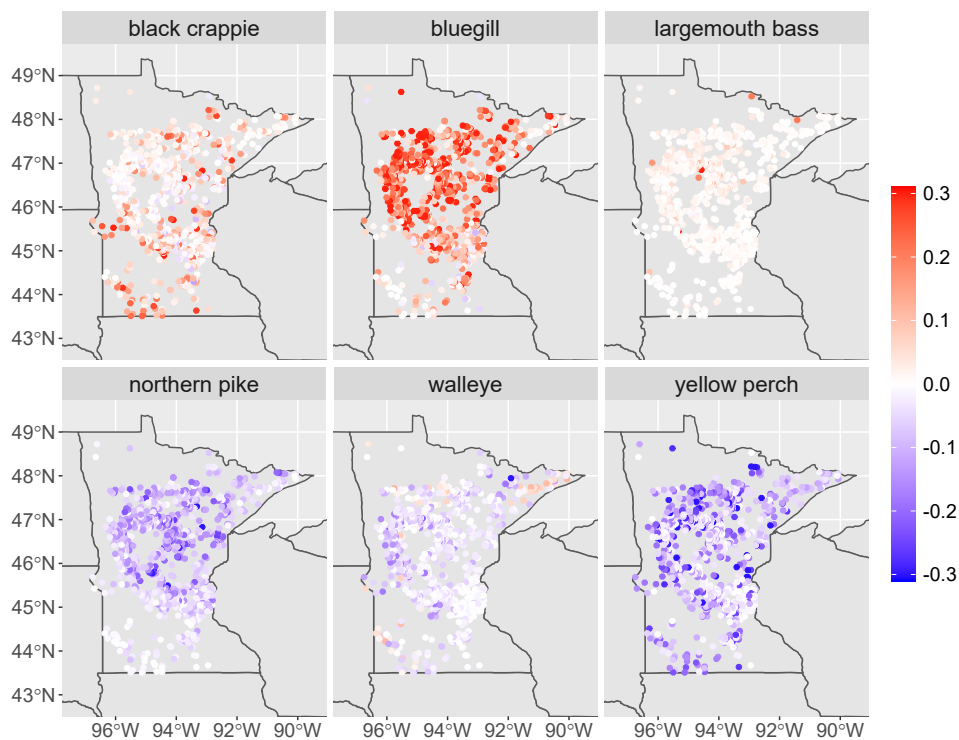 black crappie bluegill largemouth bass
49°N
48°N
47°N
46°N
45°N
44°N
43°N
0.3
0.2
0.1
0.0
-0.1
-0.2
-0.3
northern pike walleye yellow perch
49°N
48°N
47°N
46°N
45°N
44°N
43°N
96°W 94°W 92°W 90°W 96°W 94°W 92°W 90°W 96°W 94°W 92°W 90°W